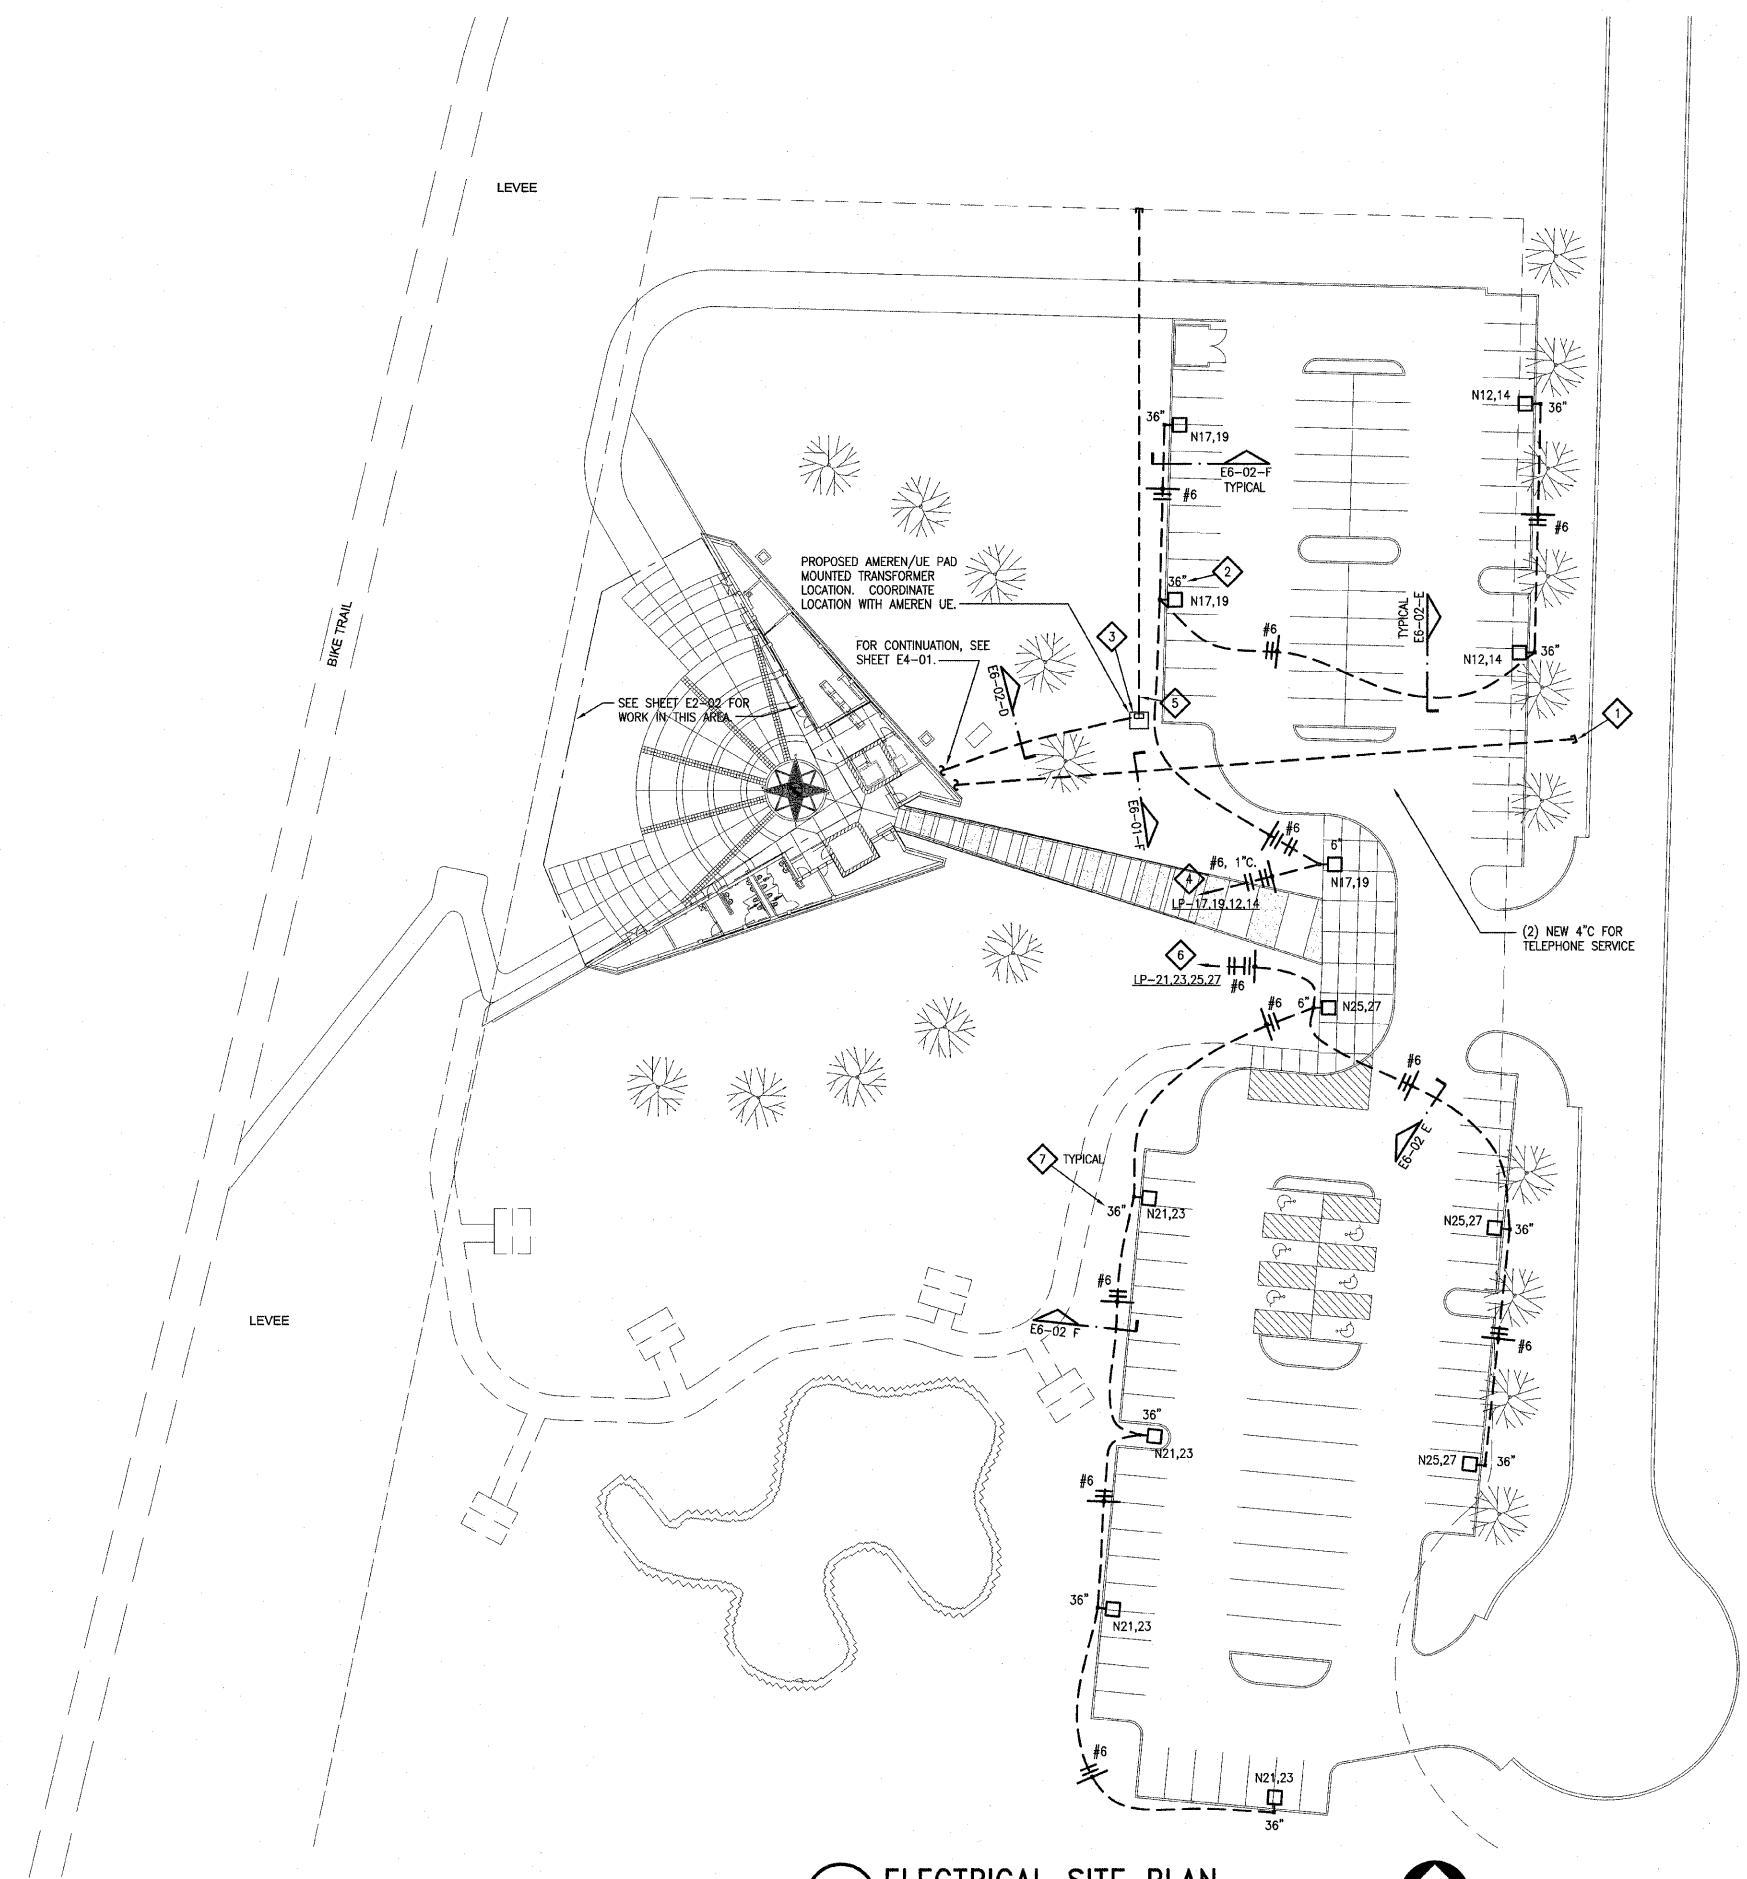 LEVEE
BIKE TRAIL
N12,14
36"
36"
N17,19
E6-02-F
TYPICAL
#6
#6
PROPOSED AMEREN/UE PAD
MOUNTED TRANSFORMER
LOCATION. COORDINATE
LOCATION WITH AMEREN UE.
2
36"
N17,19
TYPICAL
E6-02-E
3
#6
FOR CONTINUATION, SEE
SHEET E4-01.
N12,14
36"
E6-02-D
5
1
SEE SHEET E2-02 FOR
WORK IN THIS AREA.
E6-01-F
#6
6"
#6, 1"C.
4
N17,19
LP-17,19,12,14
(2) NEW 4"C FOR
TELEPHONE SERVICE
6
LP-21,23,25,27
#6
#6
6"
N25,27
#6
E6-02 E
7
TYPICAL
36"
N21,23
N25,27
36"
#6
LEVEE
E6-02 F
#6
36"
N21,23
N25,27
36"
#6
36"
N21,23
#6
N21,23
36"
ELECTRICAL SITE PLAN